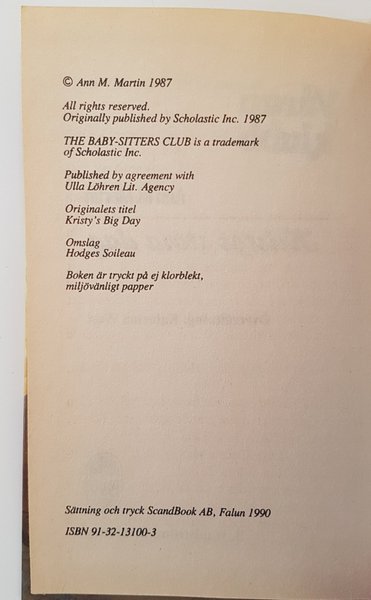 © Ann M. Martin 1987
All rights reserved.
Originally published by Scholastic Inc. 1987
THE BABY-SITTERS CLUB is a trademark
of Scholastic Inc.
Published by agreement with
Ulla Löhren Lit. Agency
Originalets titel
Kristy's Big Day
Omslag
Hodges Soileau
Boken är tryckt på ej klorblekt,
miljövänligt papper
Sättning och tryck ScandBook AB, Falun 1990
ISBN 91-32-13100-3